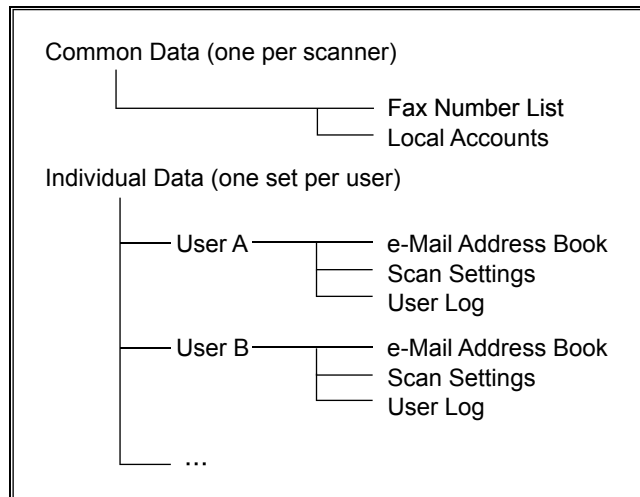 Common Data (one per scanner)
Fax Number List
Local Accounts
Individual Data (one set per user)
User A e-Mail Address Book
Scan Settings
User Log
User B e-Mail Address Book
Scan Settings
User Log
...